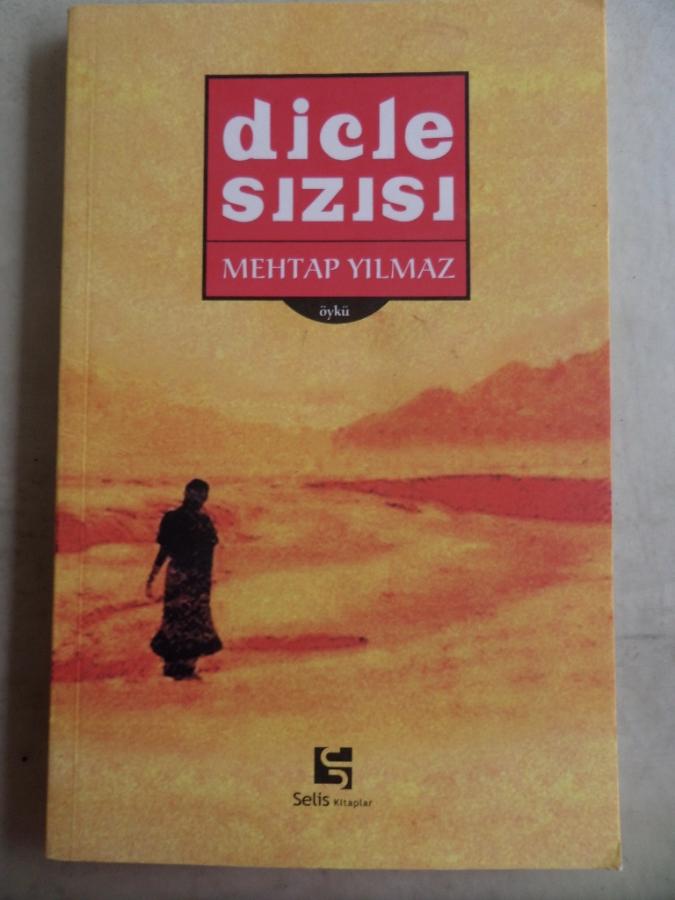 dicle
sızısı
MEHTAP YILMAZ
öykü
Selis Kitaplar